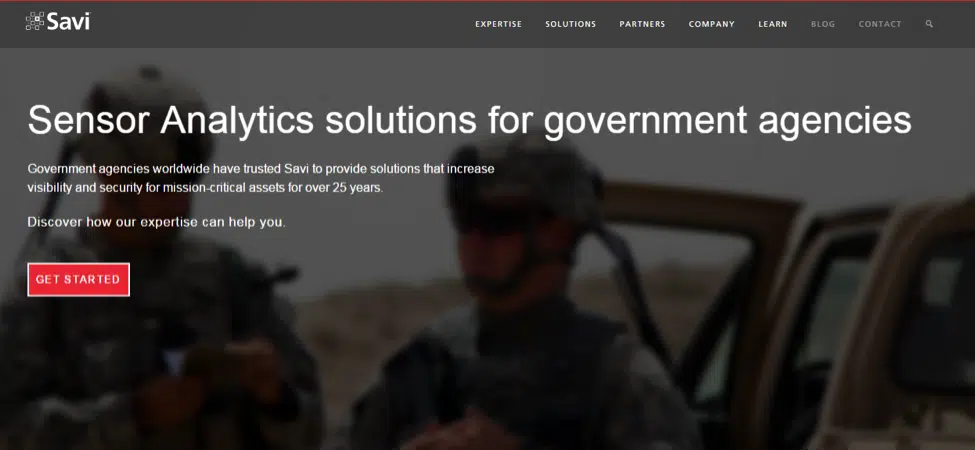 Savi
EXPERTISE SOLUTIONS PARTNERS COMPANY LEARN BLOG CONTACT
Sensor Analytics solutions for government agencies
Government agencies worldwide have trusted Savi to provide solutions that increase
visibility and security for mission-critical assets for over 25 years.
Discover how our expertise can help you.
GET STARTED